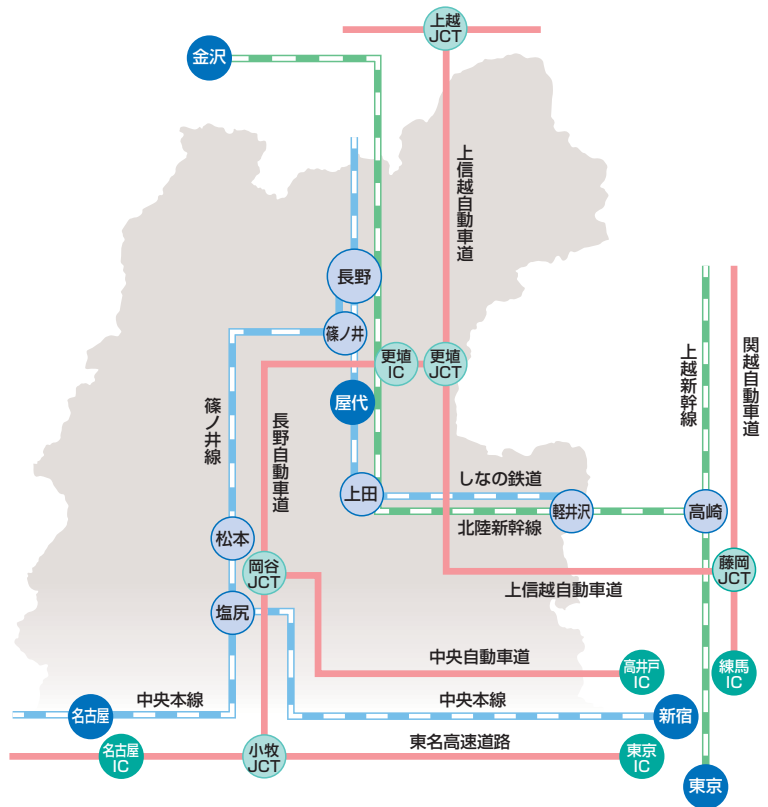 上越
JCT
金沢
上信越自動車道
長野
篠ノ井
更埴
IC
更埴
JCT
上越新幹線
関越自動車道
屋代
篠ノ井線
長野自動車道
上田
しなの鉄道
軽井沢
高崎
北陸新幹線
松本
岡谷
JCT
藤岡
JCT
上信越自動車道
塩尻
中央自動車道
高井戸
IC
練馬
IC
中央本線
中央本線
名古屋
新宿
名古屋
IC
小牧
JCT
東名高速道路
東京
IC
東京